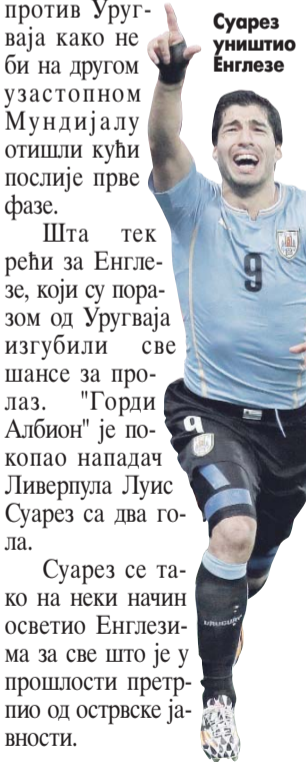 против Уруг-
ваја како не
би на другом
узастопном
Мундијалу
отишли кући
послије прве
фазе.
Шта тек
рећи за Енгле-
зе, који су пора-
зом од Уругваја
изгубили све
шансе за про-
лаз. "Горди
Албион" је по-
копао нападач
Ливерпула Луис
Суарез са два го-
ла.
Суарез се та-
ко на неки начин
осветио Енглези-
ма за све што је у
прошлости претр-
пио од острвске ја-
вности.
Суарез
уништио
Енглезе
9
9
URUGUAY